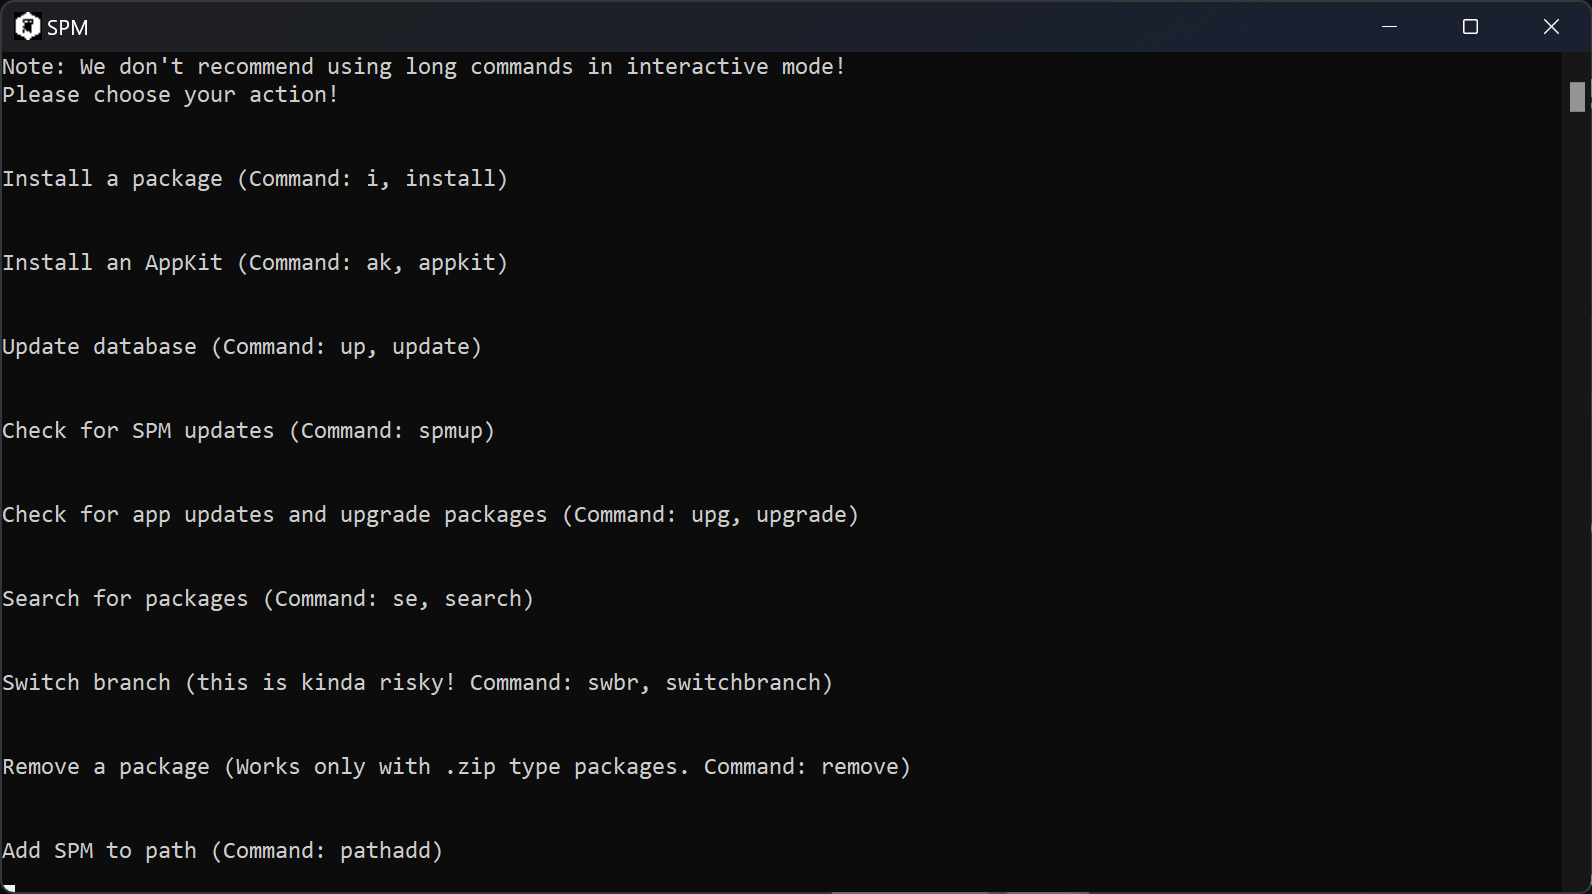 SPM
Note: We don't recommend using long commands in interactive mode!
Please choose your action!
Install a package (Command: i, install)
Install an AppKit (Command: ak, appkit)
Update database (Command: up, update)
Check for SPM updates (Command: spmup)
Check for app updates and upgrade packages (Command: upg, upgrade)
Search for packages (Command: se, search)
Switch branch (this is kinda risky! Command: swbr, switchbranch)
Remove a package (Works only with .zip type packages. Command: remove)
Add SPM to path (Command: pathadd)